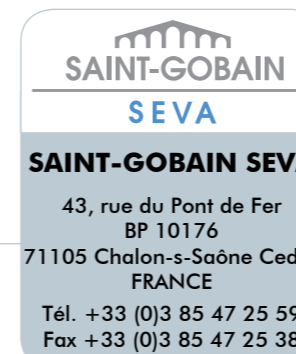 SAINT-GOBAIN
SEVA
SAINT-GOBAIN SEVA
43, rue du Pont de Fer
BP 10176
71105 Chalon-s-Saône Ced
FRANCE
Tél. +33 (0)3 85 47 25 59
Fax +33 (0)3 85 47 25 38